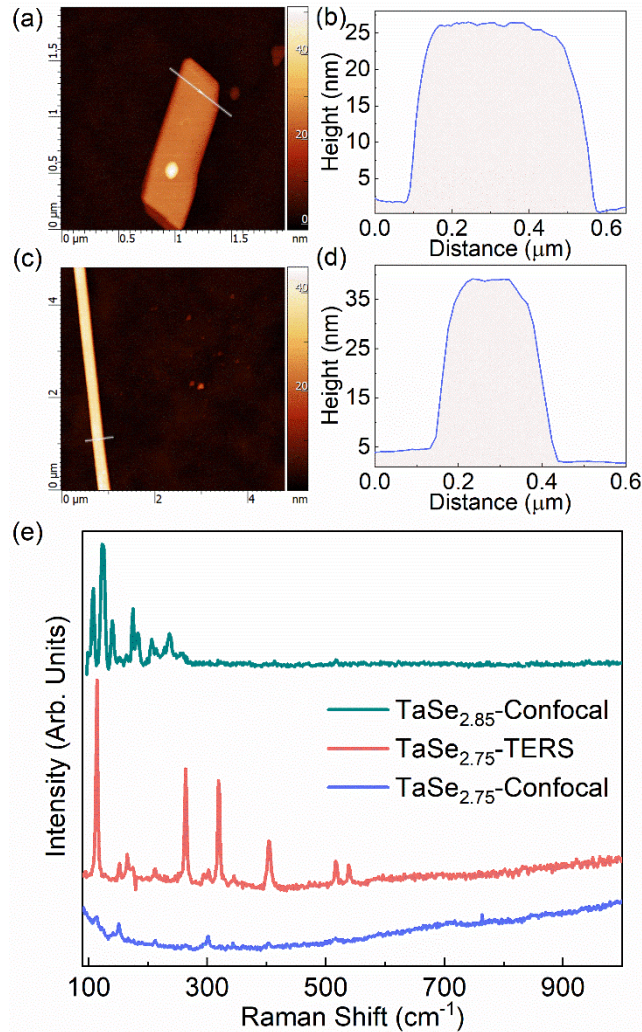 (a)
1.5
1.0
0.5
0
0 µm
0.5
1
1.5
40
20
0
nm
(b)
Height (nm)
25
20
15
10
5
0.0
0.2
0.4
0.6
Distance (μm)
(c)
4
2
0
0 µm
2
4
40
20
0
nm
(d)
Height (nm)
35
25
15
5
0.0
0.2
0.4
0.6
Distance (μm)
(e)
Intensity (Arb. Units)
TaSe2.85-Confocal
TaSe2.75-TERS
TaSe2.75-Confocal
100
300
500
700
900
Raman Shift (cm-1)